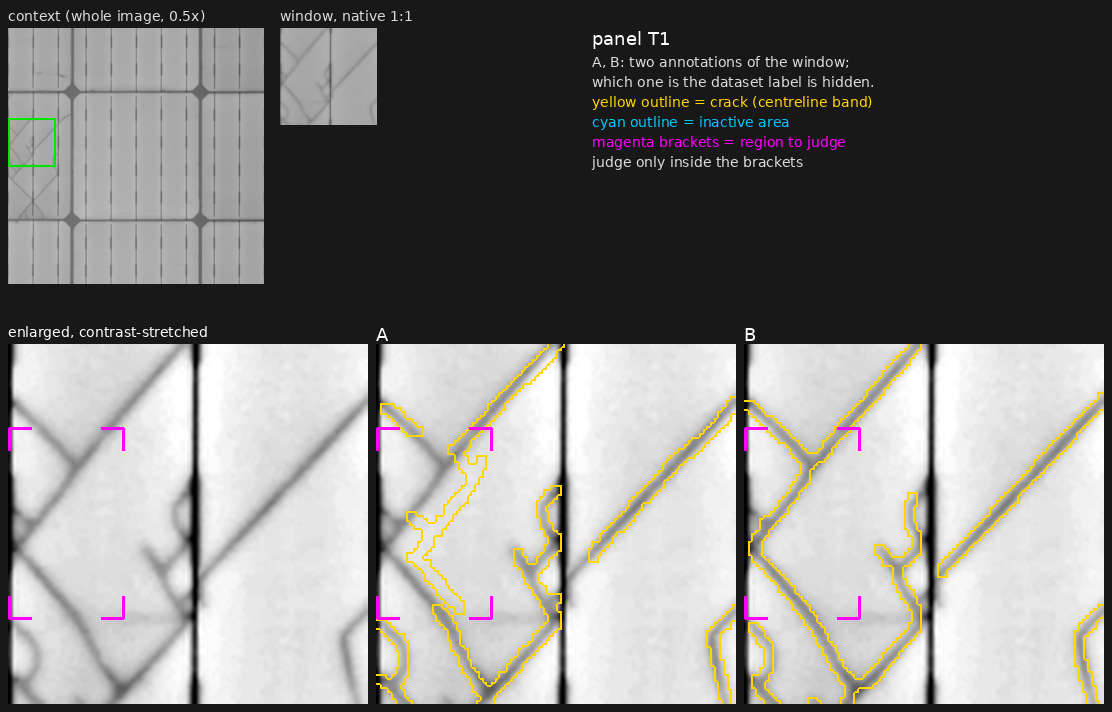 context (whole image, 0.5x)
window, native 1:1
panel T1
A, B: two annotations of the window;
which one is the dataset label is hidden.
yellow outline = crack (centreline band)
cyan outline = inactive area
magenta brackets = region to judge
judge only inside the brackets
enlarged, contrast-stretched
A
B